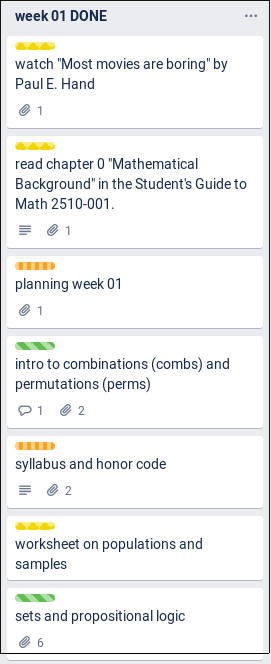 week 01 DONE
watch "Most movies are boring" by
Paul E. Hand
1
read chapter 0 "Mathematical
Background" in the Student's Guide to
Math 2510-001.
1
planning week 01
1
intro to combinations (combs) and
permutations (perms)
1 2
syllabus and honor code
2
worksheet on populations and
samples
sets and propositional logic
6